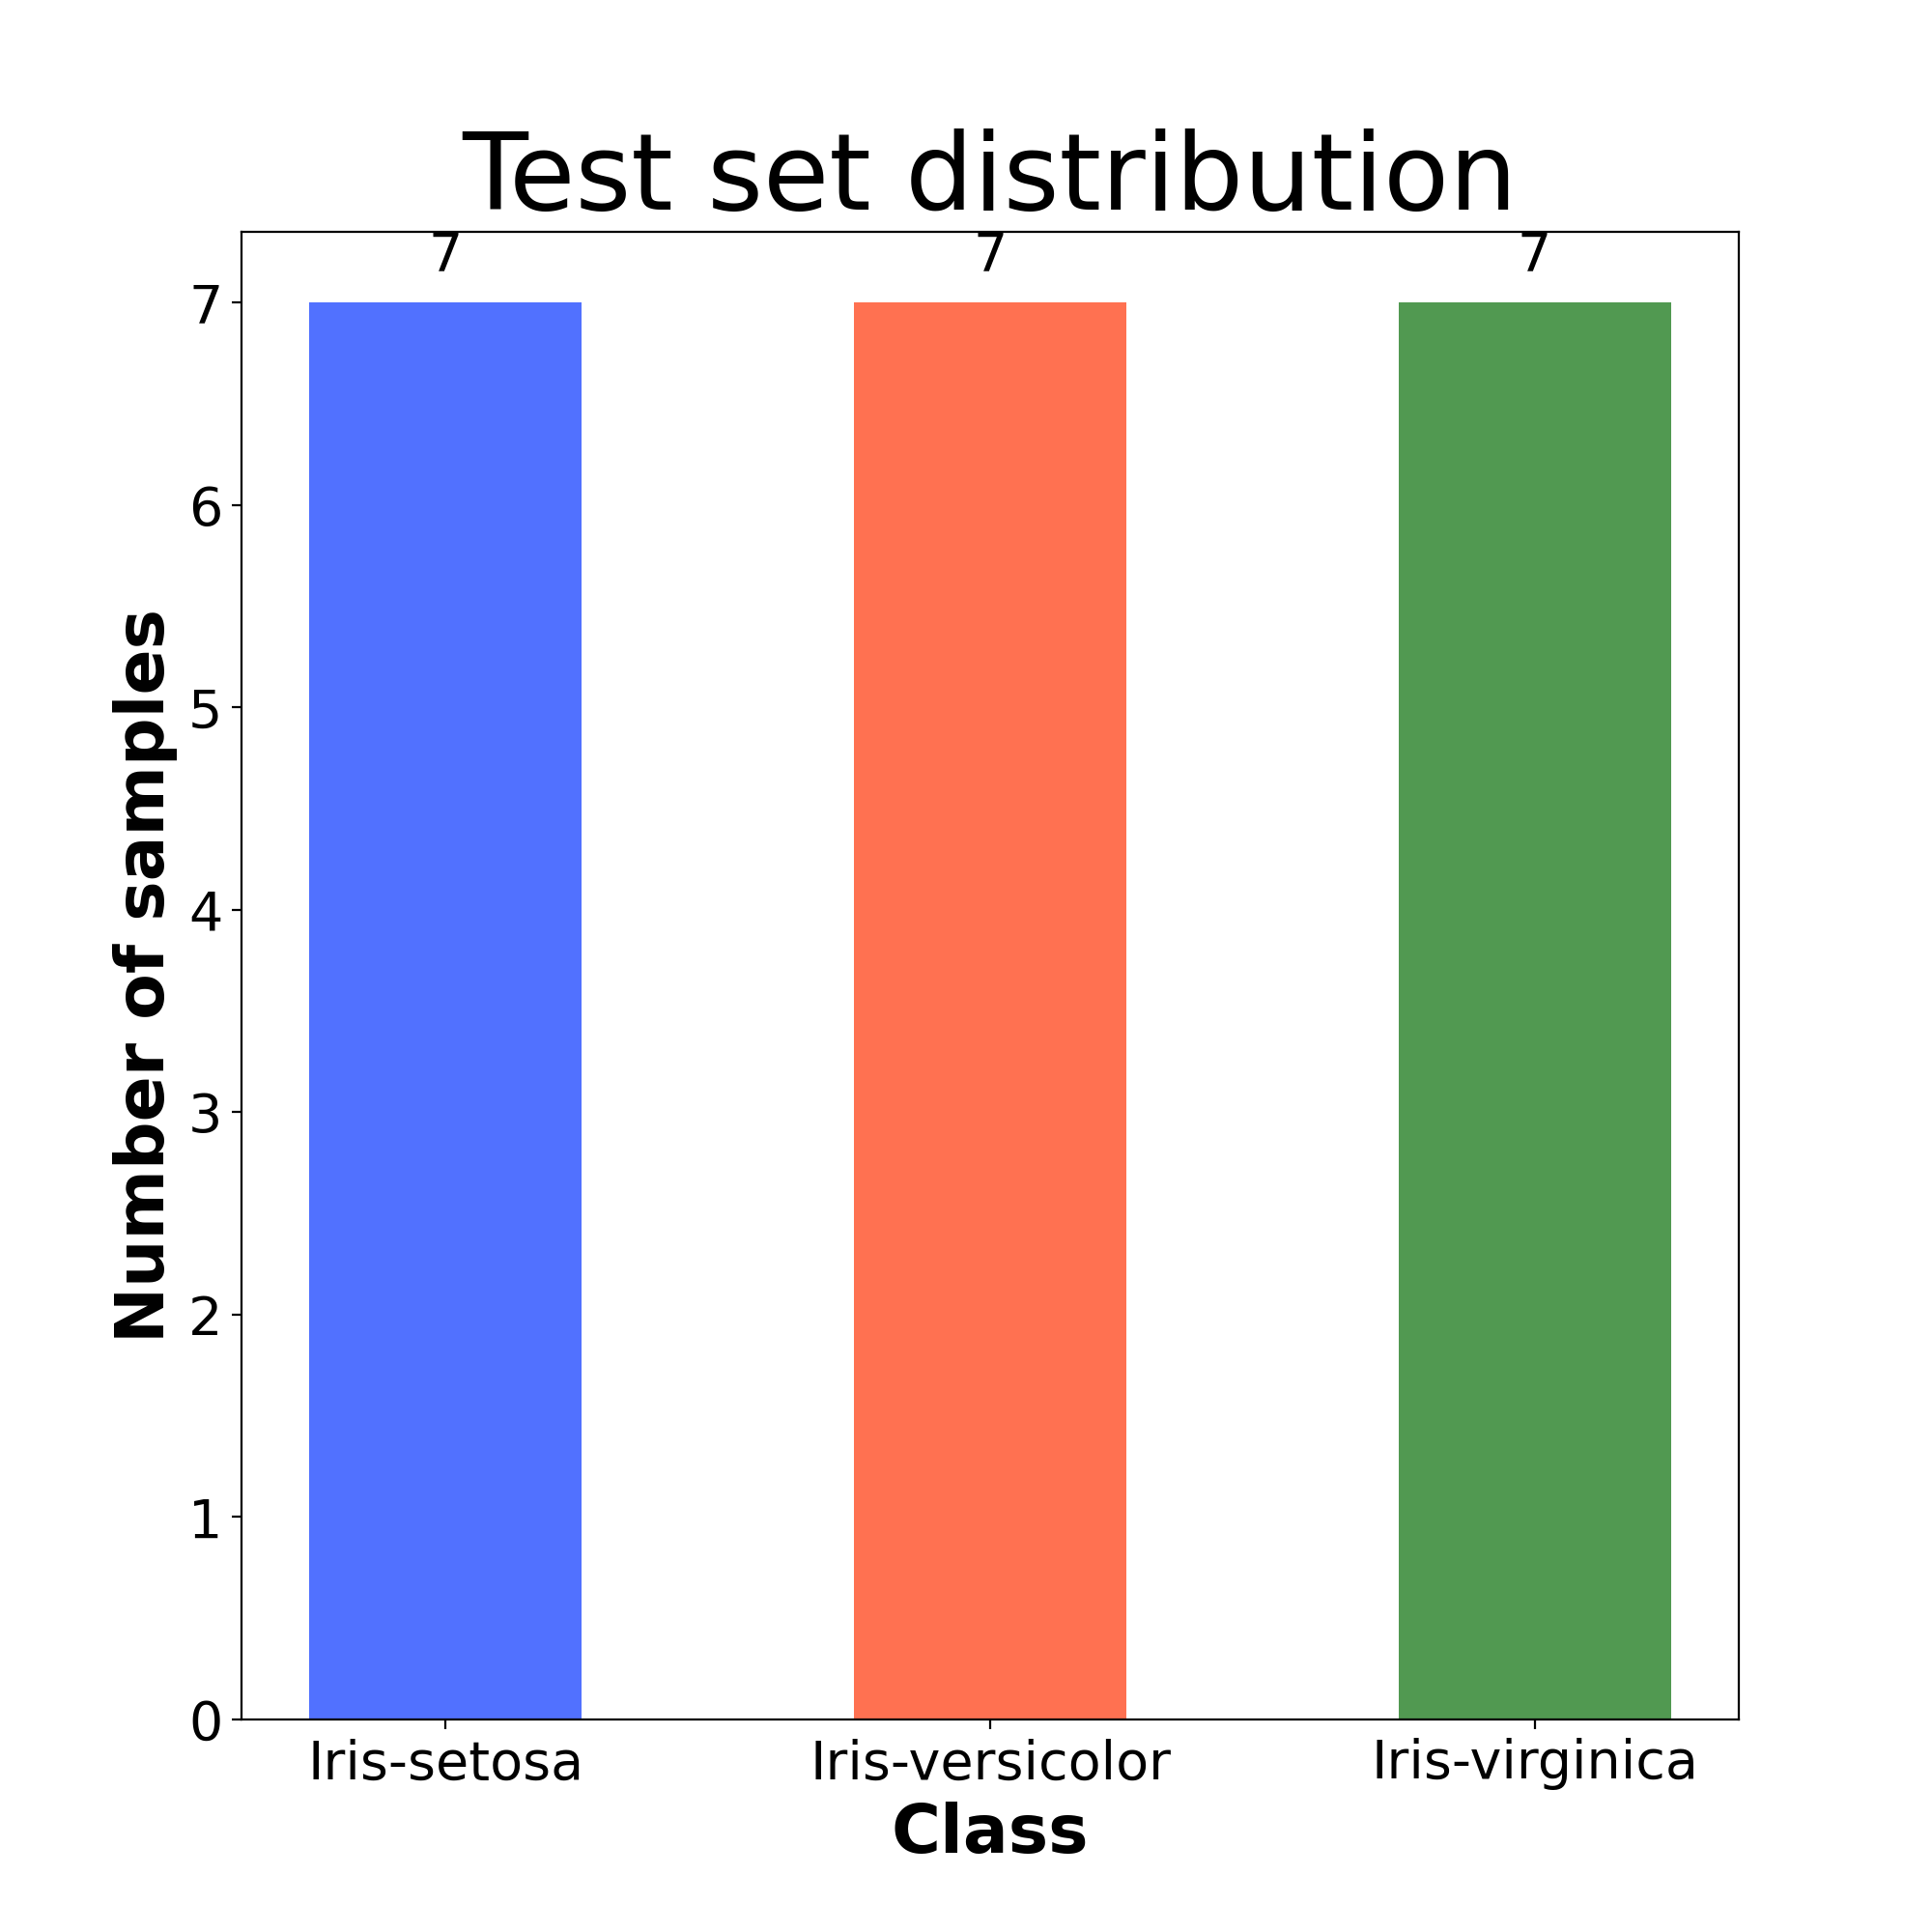 Test set distribution
7 7 7
7
6
5
4
3
2
1
0
Number of samples
Iris-setosa Iris-versicolor Iris-virginica
Class